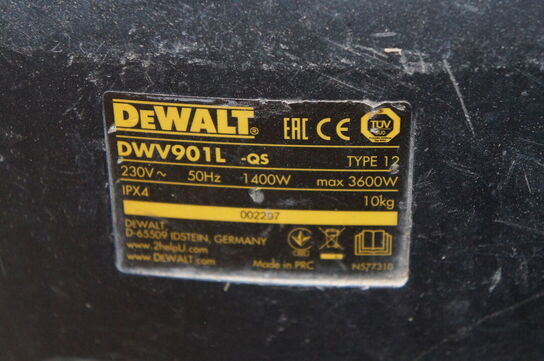 DEWALT® EAC CE TÜV
DWV901L -QS TYPE 12
230V~ 50Hz 1400W max 3600W
IPX4 10kg
002297
DEWALT
D-65509 IDSTEIN, GERMANY
www.2helpU.com
www.DEWALT.com Made in PRC N577310